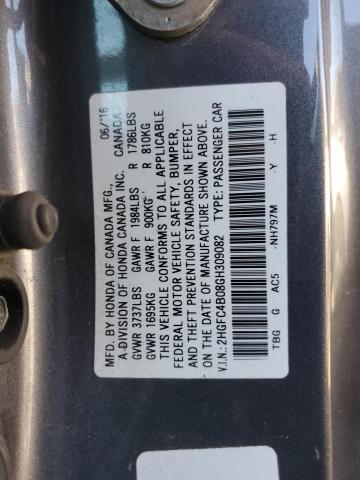 MFD. BY HONDA OF CANADA MFG., 06/'16
A DIVISION OF HONDA CANADA INC. CANADA
GVWR 3737LBS GAWR F 1984LBS R 1786LBS
GVWR 1695KG GAWR F 900KG R 810KG
THIS VEHICLE CONFORMS TO ALL APPLICABLE
FEDERAL MOTOR VEHICLE SAFETY, BUMPER,
AND THEFT PREVENTION STANDARDS IN EFFECT
ON THE DATE OF MANUFACTURE SHOWN ABOVE.
V.I.N.: 2HGFC4B08GH309082 TYPE: PASSENGER CAR
TBG G AC5 -NH797M -Y -H